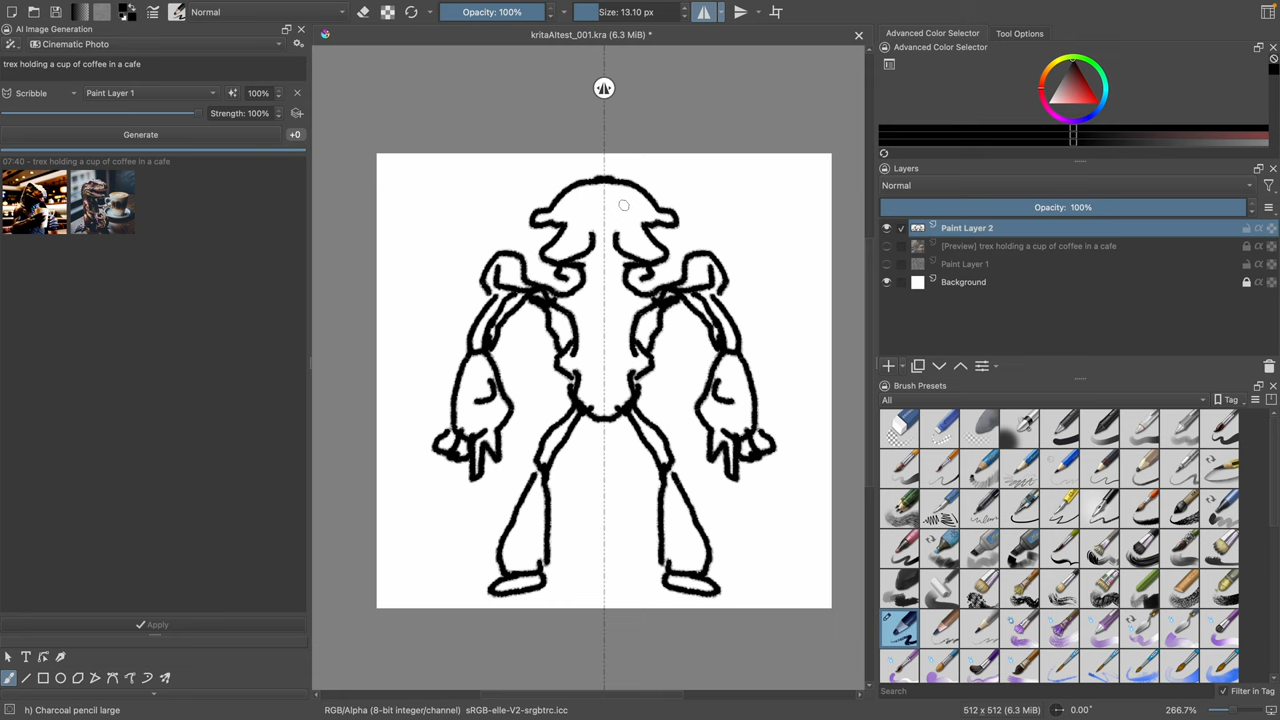 Normal
Opacity: 100%
Size: 13.10 px
AI Image Generation
Cinematic Photo
trex holding a cup of coffee in a cafe
Scribble
Paint Layer 1
100%
Strength: 100%
Generate
+0
07:40 - trex holding a cup of coffee in a cafe
Apply
h) Charcoal pencil large
kritaAItest_001.kra (6.3 MiB) *
RGB/Alpha (8-bit integer/channel) sRGB-elle-V2-srgbtrc.icc
Advanced Color Selector
Tool Options
Advanced Color Selector
Layers
Normal
Opacity: 100%
Paint Layer 2
[Preview] trex holding a cup of coffee in a cafe
Paint Layer 1
Background
Brush Presets
All
Tag
Search
Filter in Tag
512 x 512 (6.3 MiB)
0.00°
266.7%